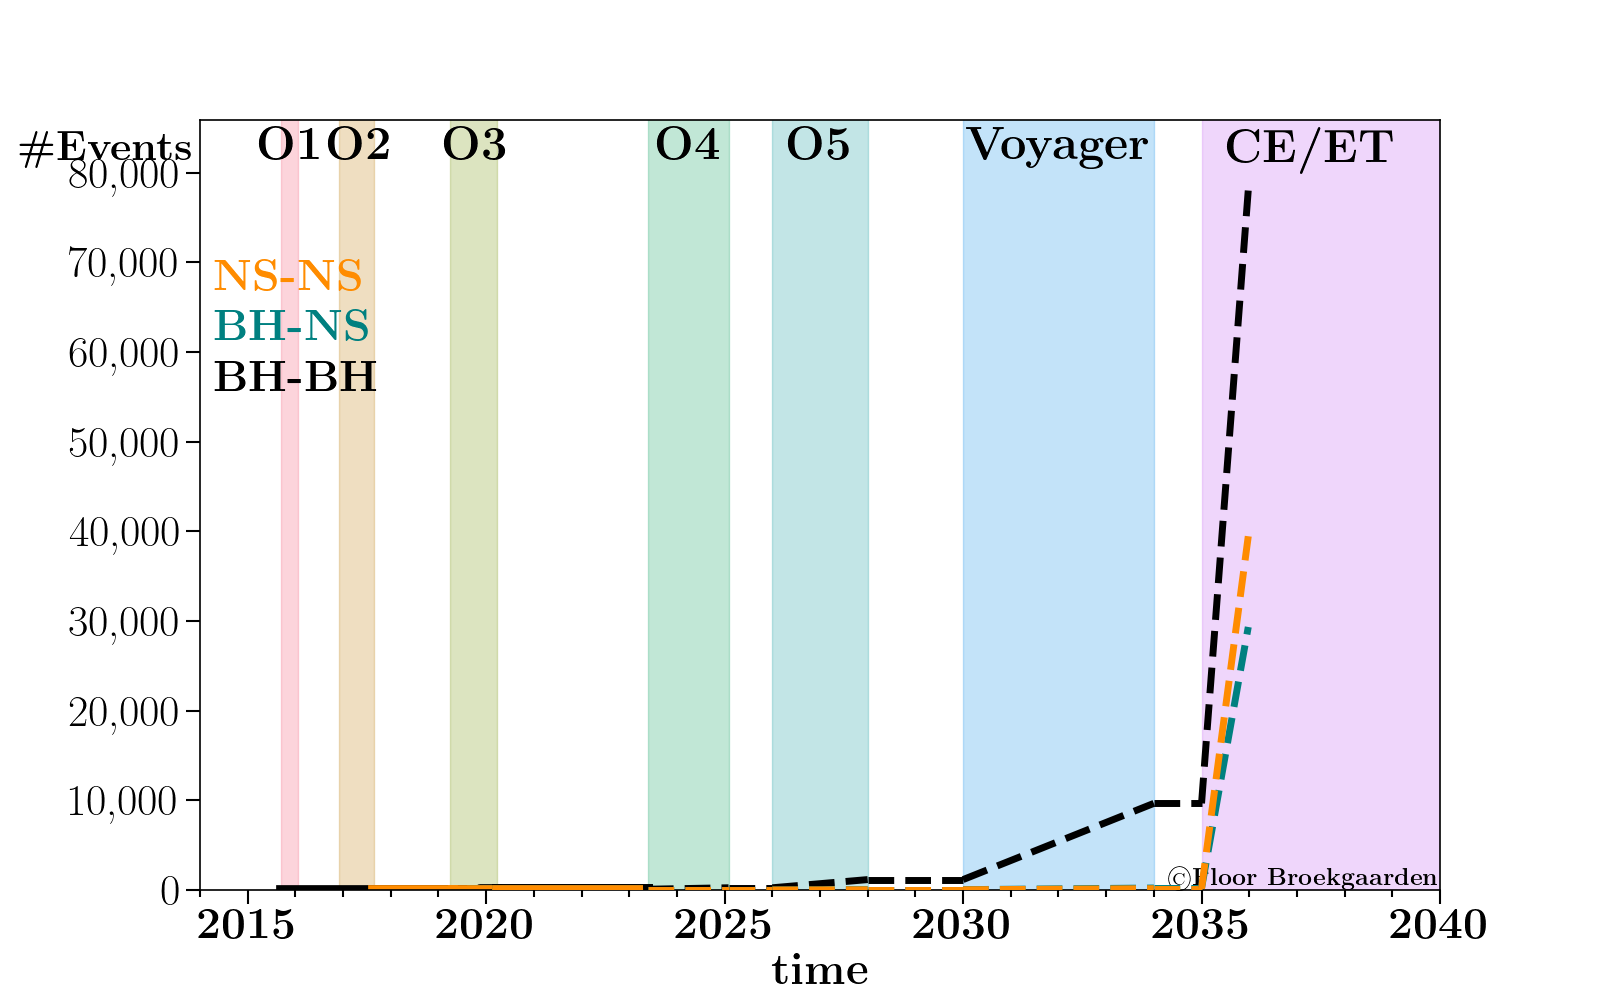 #Events
O1 O2 O3 O4 O5 Voyager CE/ET
80,000
70,000
NS-NS
BH-NS
60,000
BH-BH
50,000
40,000
30,000
20,000
10,000
©Floor Broekgaarden
0
2015 2020 2025 2030 2035 2040
time